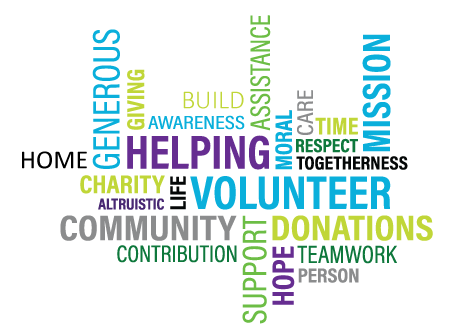 GENEROUS
GIVING
BUILD
ASSISTANCE
AWARENESS
MORAL
CARE
TIME
MISSION
HOME
HELPING
RESPECT
TOGETHERNESS
CHARITY
ALTRUISTIC
LIFE
VOLUNTEER
COMMUNITY
SUPPORT
DONATIONS
CONTRIBUTION
HOPE
TEAMWORK
PERSON